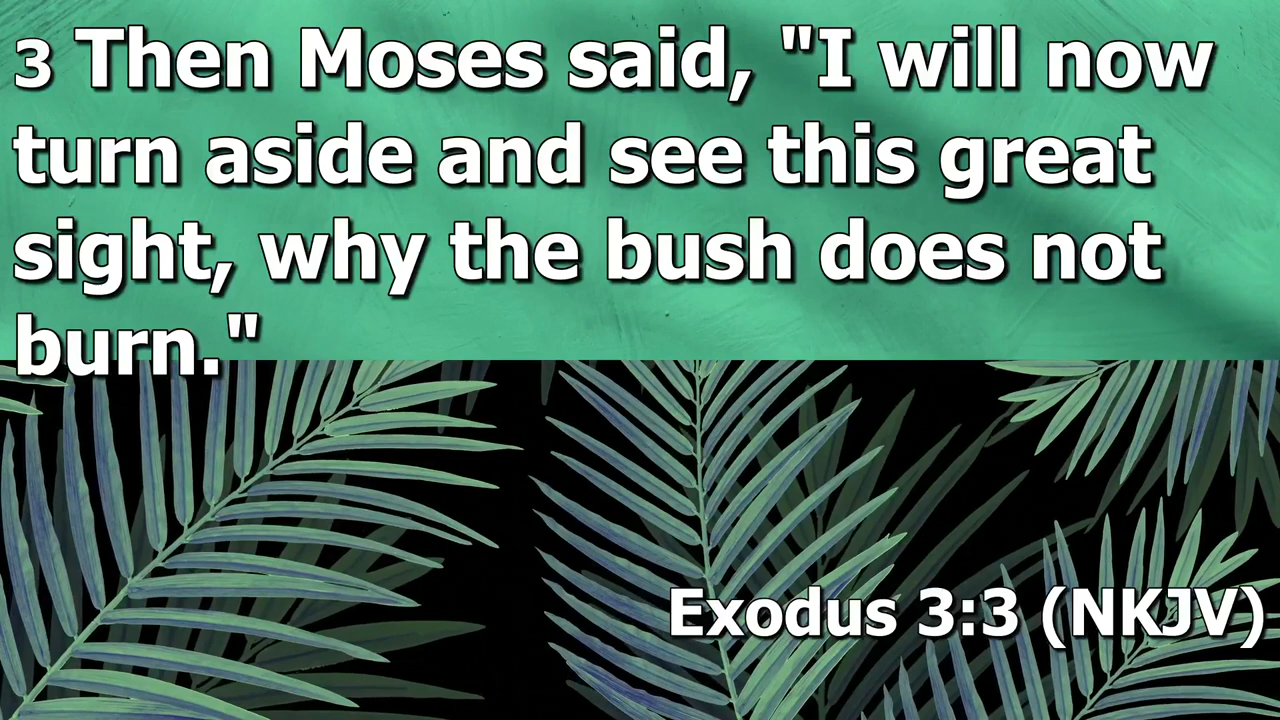 3 Then Moses said, "I will now
turn aside and see this great
sight, why the bush does not
burn."
Exodus 3:3 (NKJV)